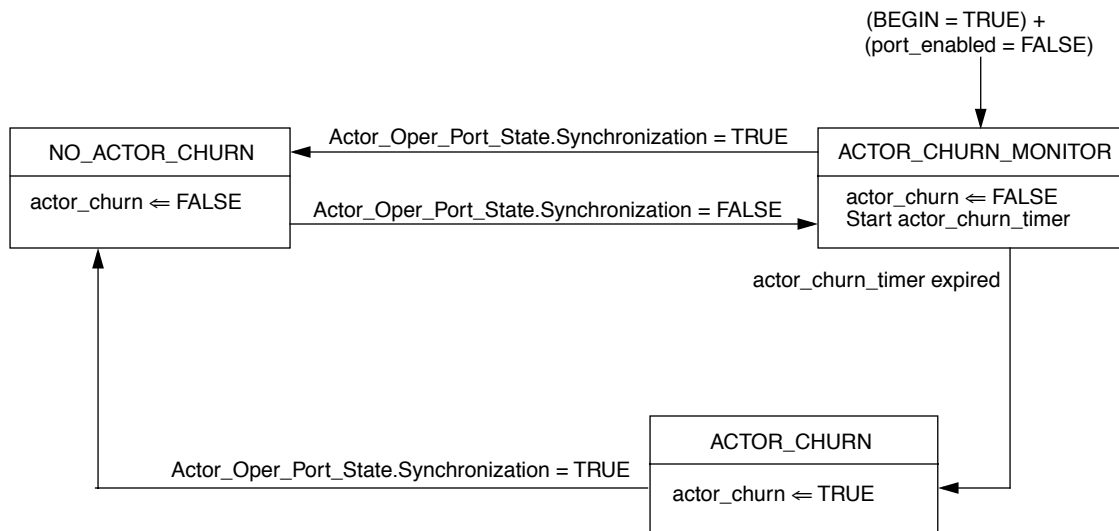 (BEGIN = TRUE) +
(port_enabled = FALSE)
NO_ACTOR_CHURN
actor_churn ⇐ FALSE
Actor_Oper_Port_State.Synchronization = TRUE
Actor_Oper_Port_State.Synchronization = FALSE
ACTOR_CHURN_MONITOR
actor_churn ⇐ FALSE
Start actor_churn_timer
actor_churn_timer expired
Actor_Oper_Port_State.Synchronization = TRUE
ACTOR_CHURN
actor_churn ⇐ TRUE